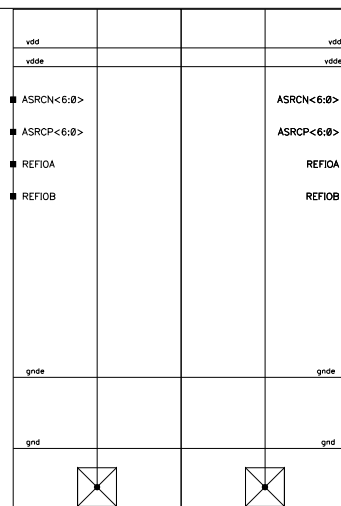 vdd vdd
vdde vdde
ASRCN<6:0> ASRCN<6:0>
ASRCP<6:0> ASRCP<6:0>
REFIOA REFIOA
REFIOB REFIOB
gnde gnde
gnd gnd